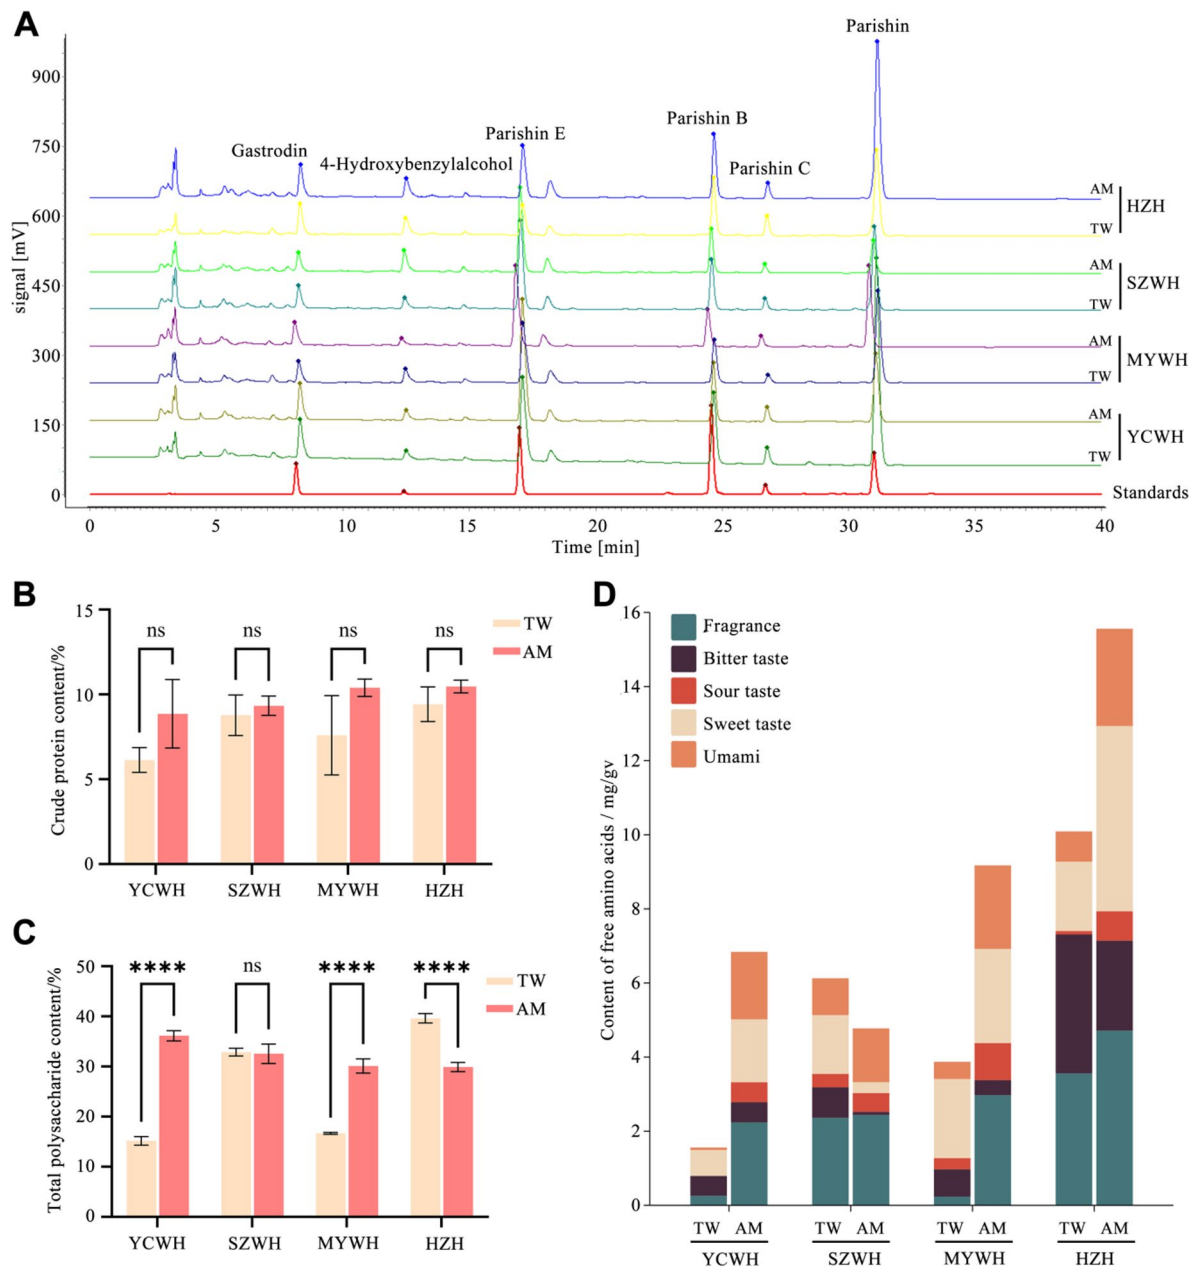 A
Parishin
900
Parishin B
750
Parishin E
Gastrodin
4-Hydroxybenzylalcohol
Parishin C
AM
HZH
600
TW
signal [mV]
AM
SZWH
450
TW
AM
MYWH
300
TW
AM
YCWH
150
TW
0
Standards
0 5 10 15 20 25 30 35 40
Time [min]
B
15
ns ns ns ns
TW
AM
10
Crude protein content/%
5
0
YCWH SZWH MYWH HZH
C
50
**** ns **** ****
TW
AM
40
30
Total polysaccharide content/%
20
10
0
YCWH SZWH MYWH HZH
D
16
Fragrance
Bitter taste
Sour taste
Sweet taste
Umami
14
12
10
Content of free amino acids / mg/gv
8
6
4
2
0
TW AM TW AM TW AM TW AM
YCWH SZWH MYWH HZH